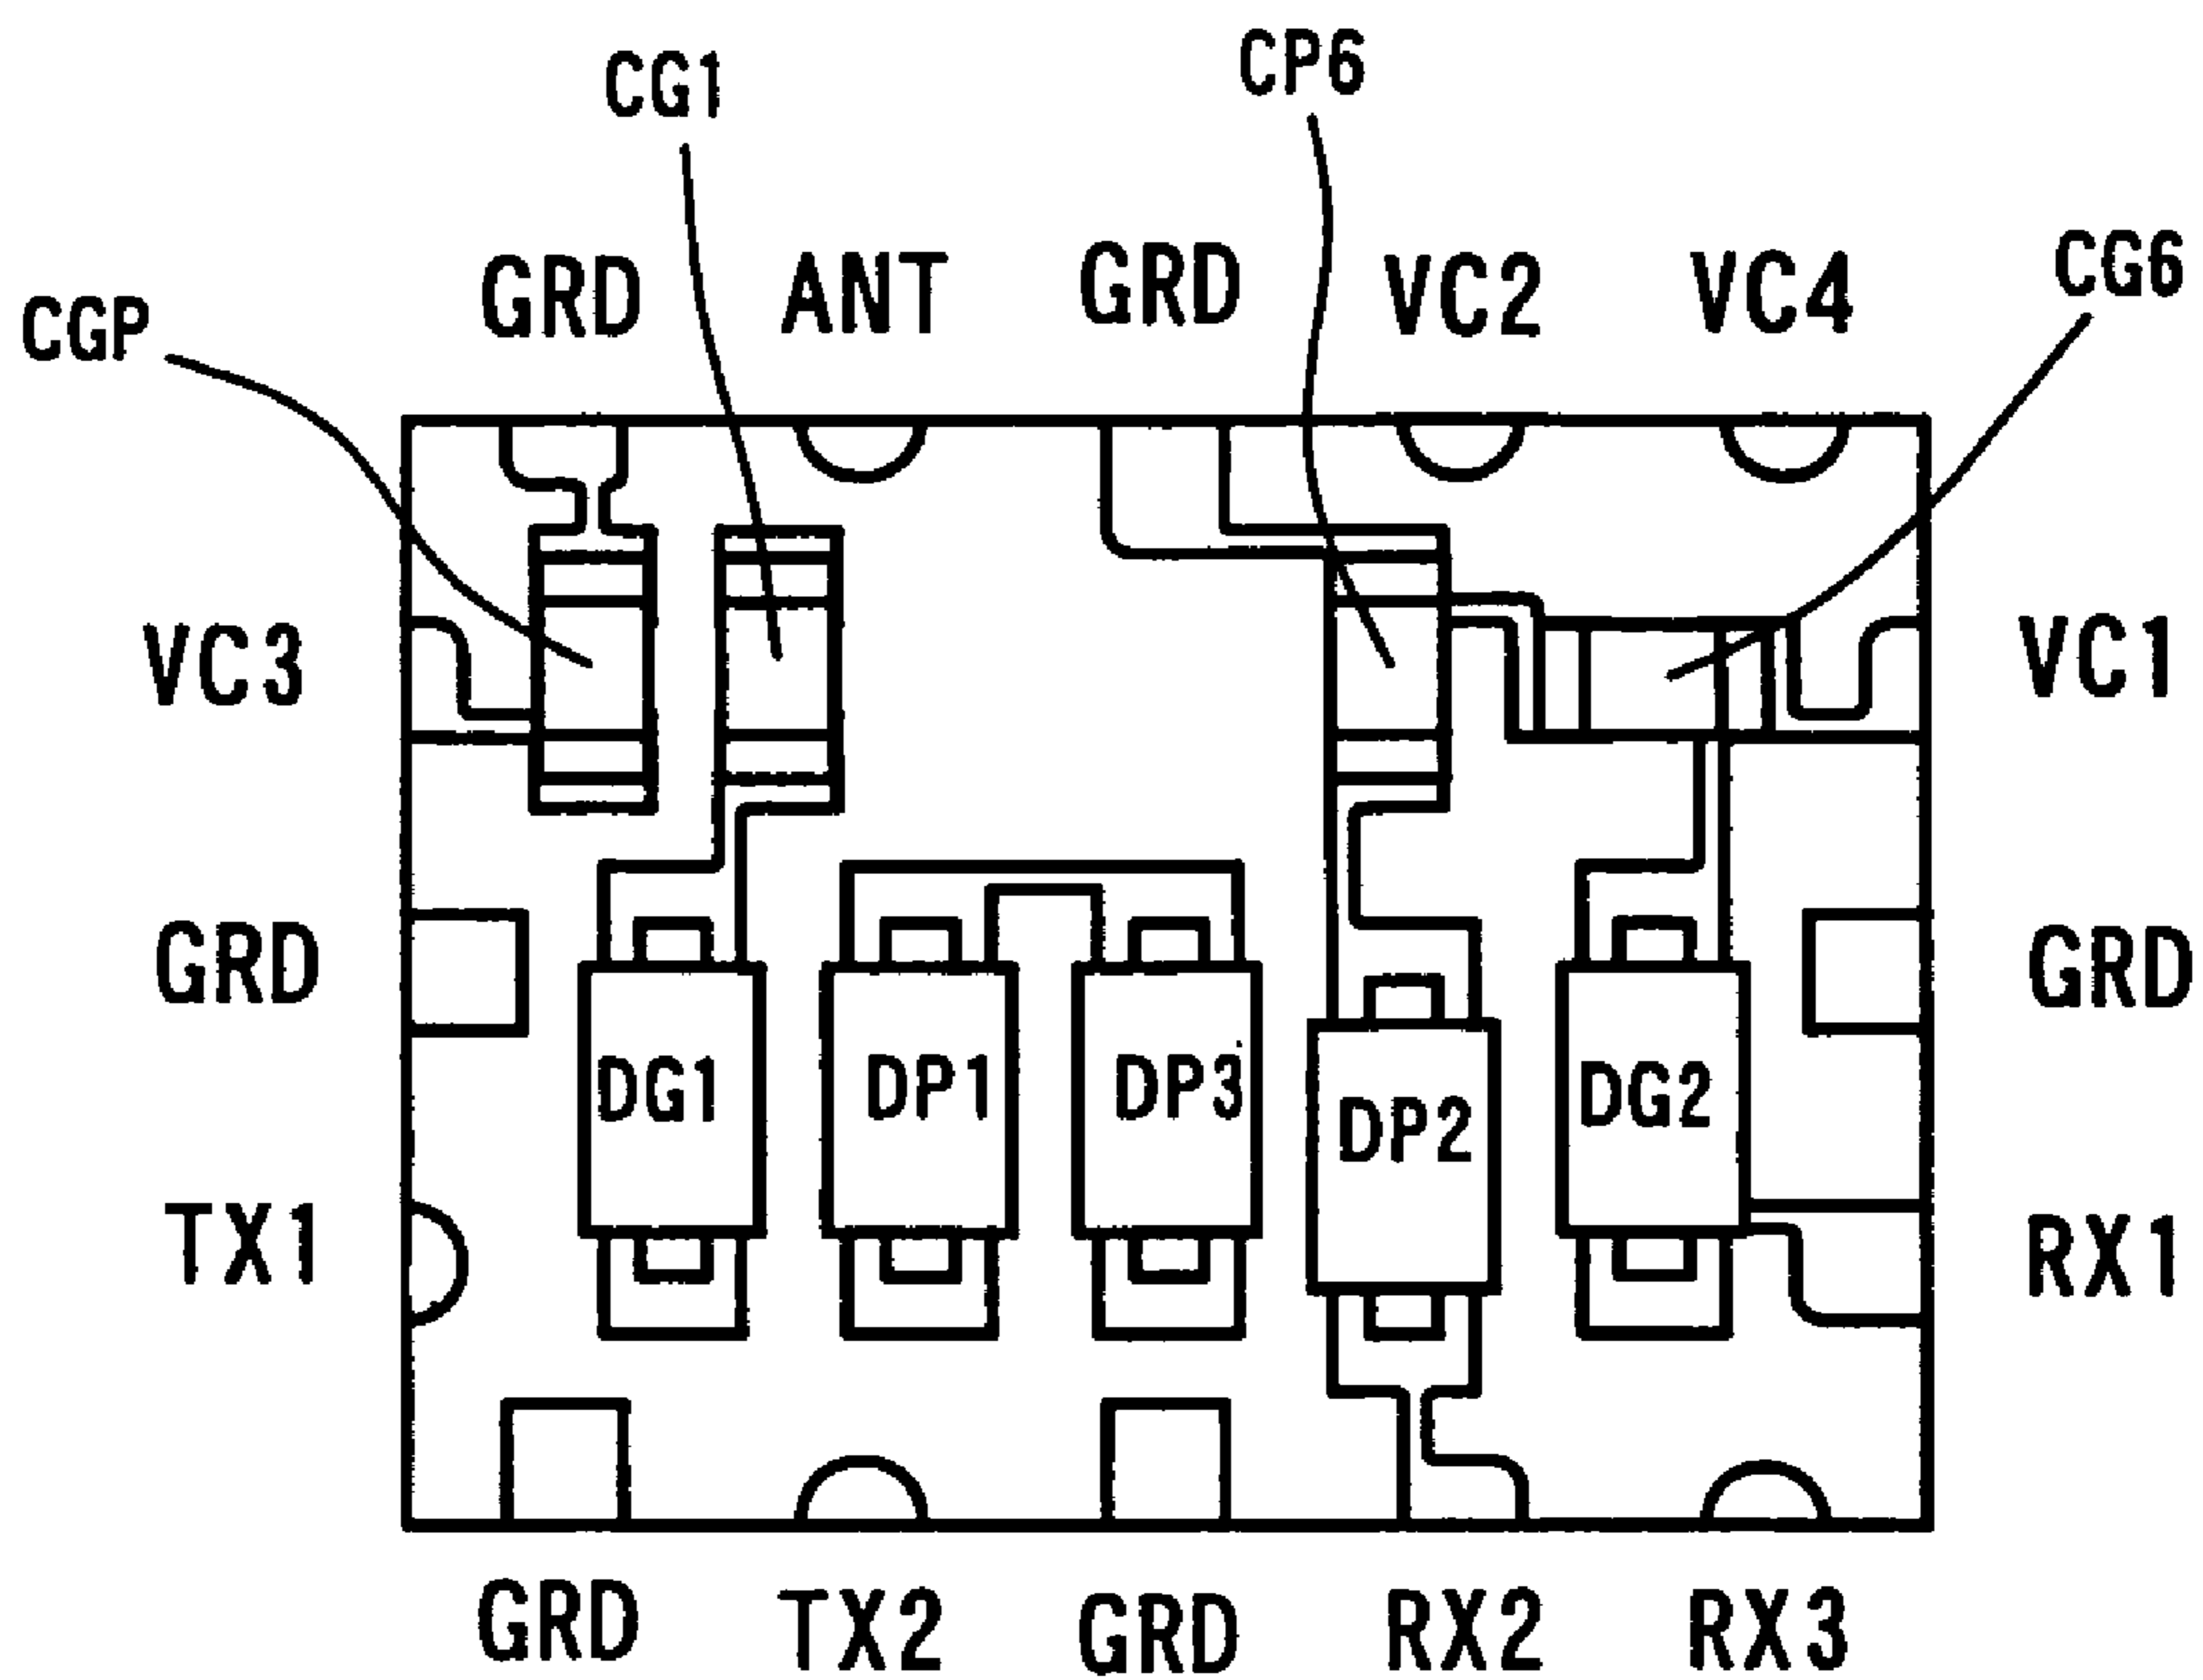 CG1 CP6
GRD ANT GRD VC2 VC4 CG6
CGP
VC3 VC1
GRD GRD
DG1 DP1 DP3 DP2 DG2
TX1 RX1
GRD TX2 GRD RX2 RX3